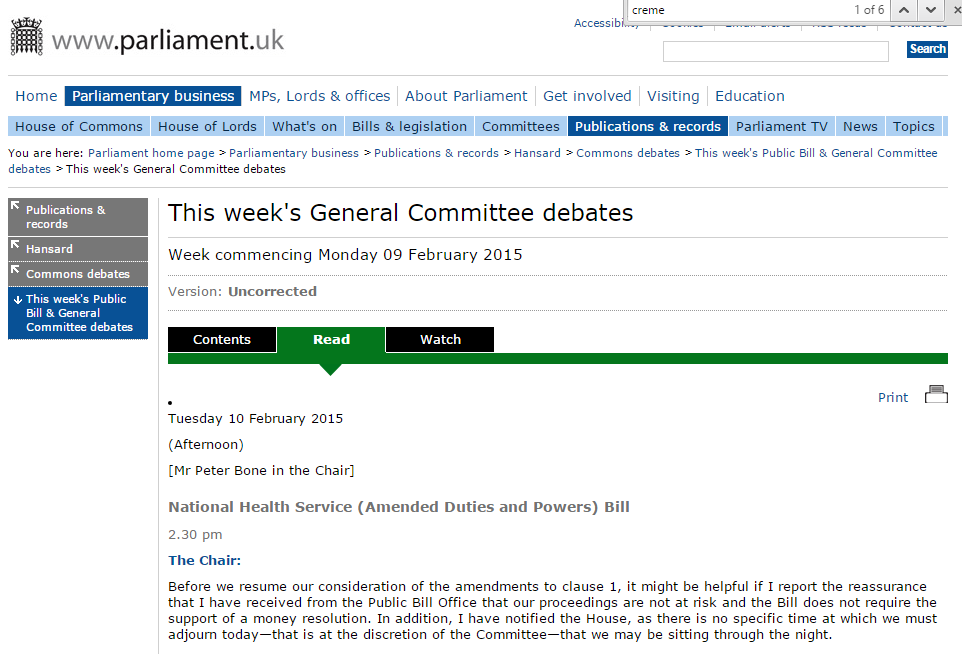 creme 1 of 6
www.parliament.uk
Search
Home Parliamentary business MPs, Lords & offices About Parliament Get involved Visiting Education
House of Commons House of Lords What's on Bills & legislation Committees Publications & records Parliament TV News Topics
You are here: Parliament home page > Parliamentary business > Publications & records > Hansard > Commons debates > This week's Public Bill & General Committee
debates > This week's General Committee debates
Publications &
records
Hansard
Commons debates
This week's Public
Bill & General
Committee debates
This week's General Committee debates
Week commencing Monday 09 February 2015
Version: Uncorrected
Contents Read Watch
Print
Tuesday 10 February 2015
(Afternoon)
[Mr Peter Bone in the Chair]
National Health Service (Amended Duties and Powers) Bill
2.30 pm
The Chair:
Before we resume our consideration of the amendments to clause 1, it might be helpful if I report the reassurance
that I have received from the Public Bill Office that our proceedings are not at risk and the Bill does not require the
support of a money resolution. In addition, I have notified the House, as there is no specific time at which we must
adjourn today—that is at the discretion of the Committee—that we may be sitting through the night.